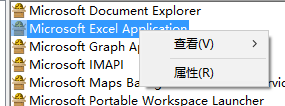 Microsoft Document Explorer
Microsoft Excel Application
Microsoft Graph Ap
查看(V)
Microsoft IMAPI
属性(R)
Microsoft Maps Background
Microsoft Portable Workspace Launcher